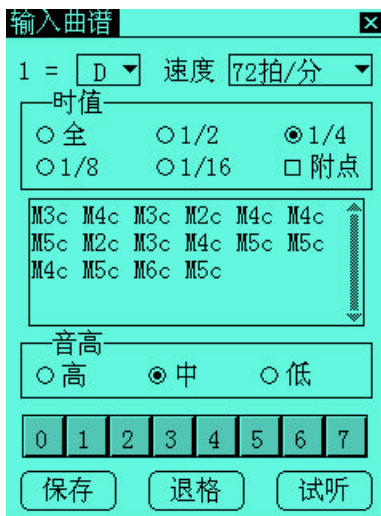 输入曲谱
1 = D 速度 72拍/分
时值
全 1/2 1/4
1/8 1/16 附点
M3c M4c M3c M2c M4c M4c
M5c M2c M3c M4c M5c M5c
M4c M5c M6c M5c
音高
高 中 低
0 1 2 3 4 5 6 7
保存 退格 试听